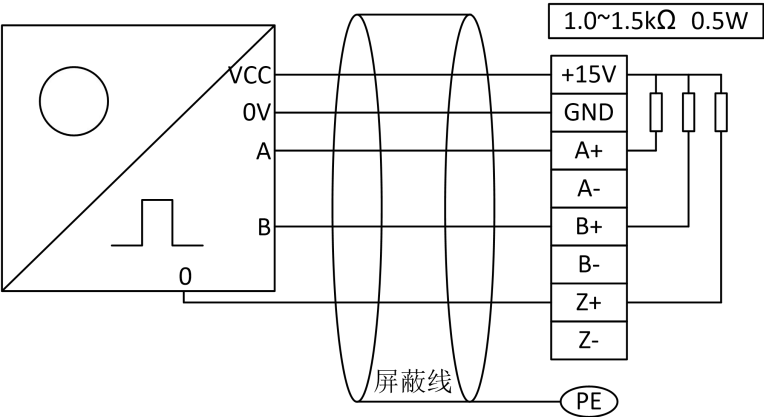 1.0~1.5kΩ 0.5W
VCC
+15V
0V
GND
A
A+
A-
B
B+
B-
0
Z+
Z-
屏蔽线
PE